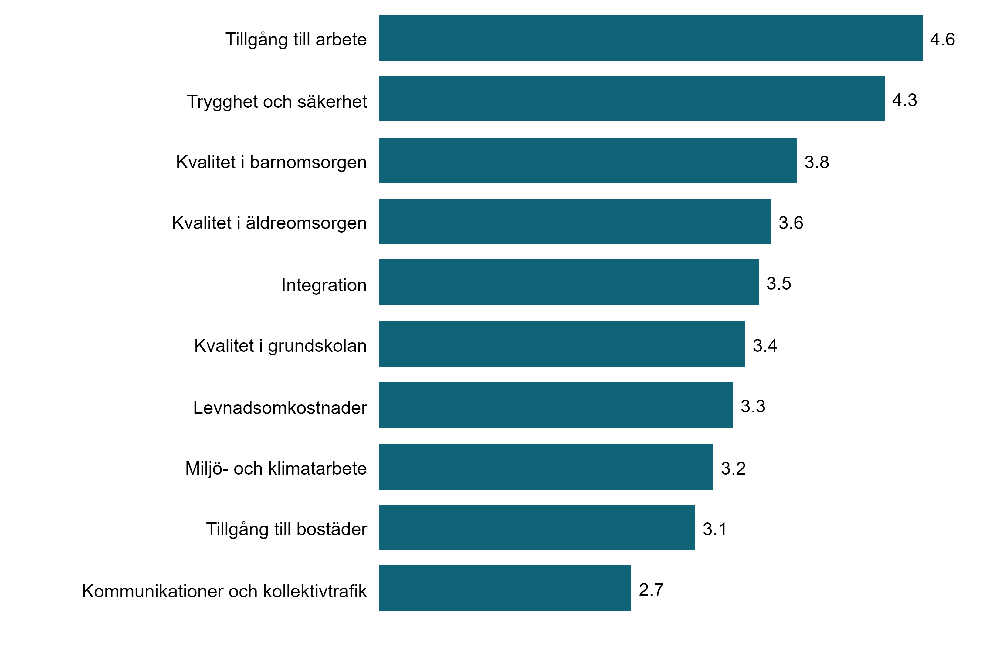 Tillgång till arbete 4.6
Trygghet och säkerhet 4.3
Kvalitet i barnomsorgen 3.8
Kvalitet i äldreomsorgen 3.6
Integration 3.5
Kvalitet i grundskolan 3.4
Levnadsomkostnader 3.3
Miljö- och klimatarbete 3.2
Tillgång till bostäder 3.1
Kommunikationer och kollektivtrafik 2.7